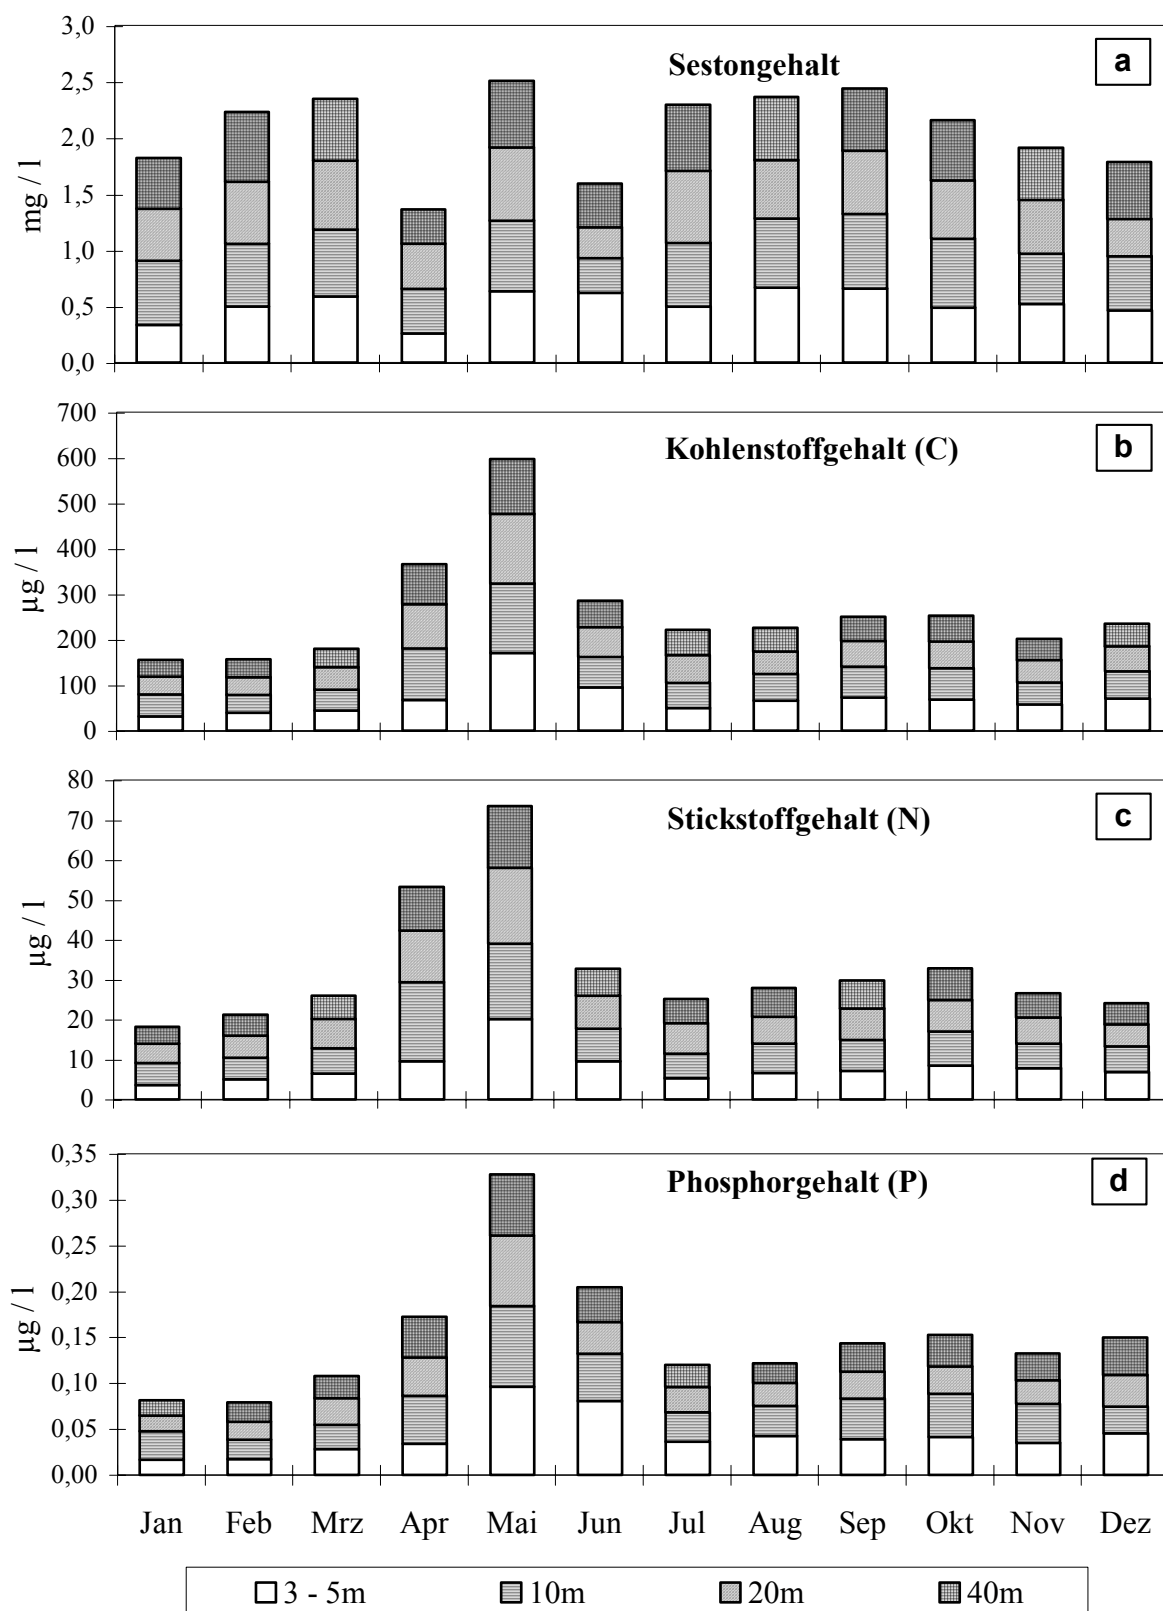 Sestongehalt
a
mg / l
3,0
2,5
2,0
1,5
1,0
0,5
0,0
Kohlenstoffgehalt (C)
b
µg / l
700
600
500
400
300
200
100
0
Stickstoffgehalt (N)
c
µg / l
80
70
60
50
40
30
20
10
0
Phosphorgehalt (P)
d
µg / l
0,35
0,30
0,25
0,20
0,15
0,10
0,05
0,00
Jan Feb Mrz Apr Mai Jun Jul Aug Sep Okt Nov Dez
3 - 5m 10m 20m 40m